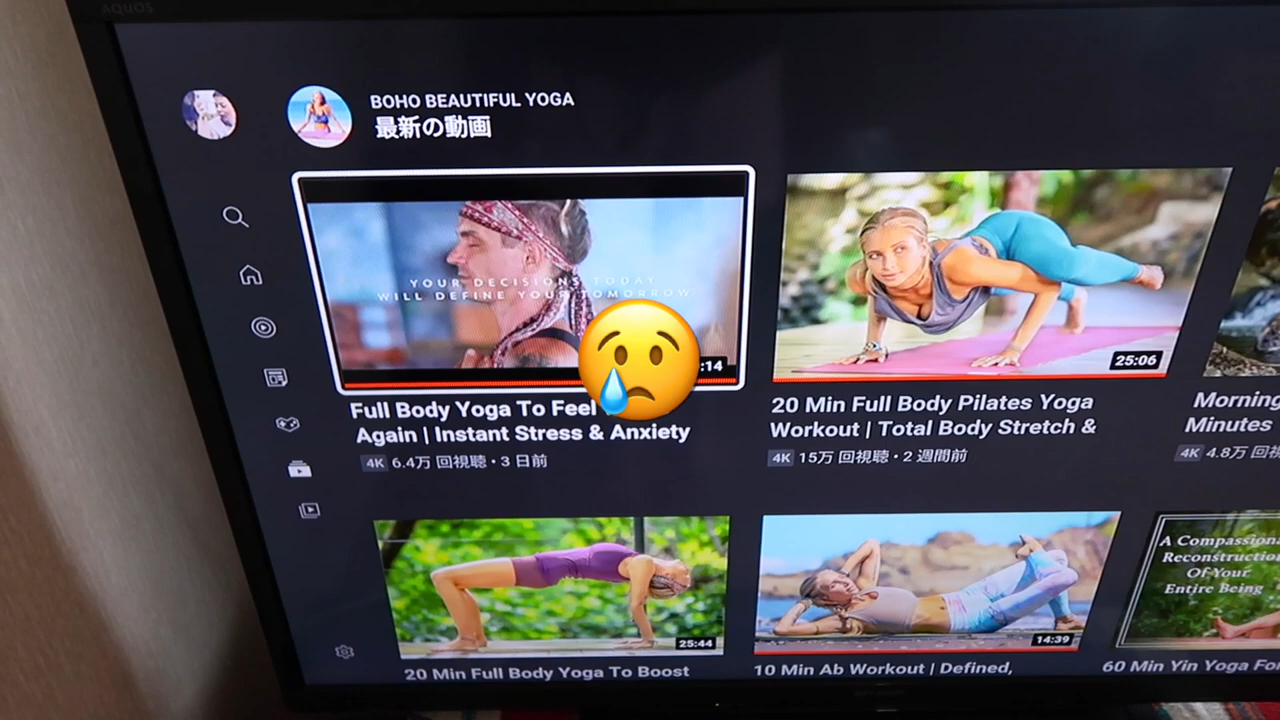 AQUOS
BOHO BEAUTIFUL YOGA
最新の動画
YOUR DECISIONS TODAY
WILL DEFINE YOUR TOMORROW
:14
25:06
Full Body Yoga To Feel
Again | Instant Stress & Anxiety
4K 6.4万 回視聴・3 日前
20 Min Full Body Pilates Yoga
Workout | Total Body Stretch &
4K 15万 回視聴・2 週間前
Morning
Minutes
4K 4.8万 回視
25:44
14:39
A Compassiona
Reconstruction
Of Your
Entire Being
20 Min Full Body Yoga To Boost
10 Min Ab Workout | Defined,
60 Min Yin Yoga For